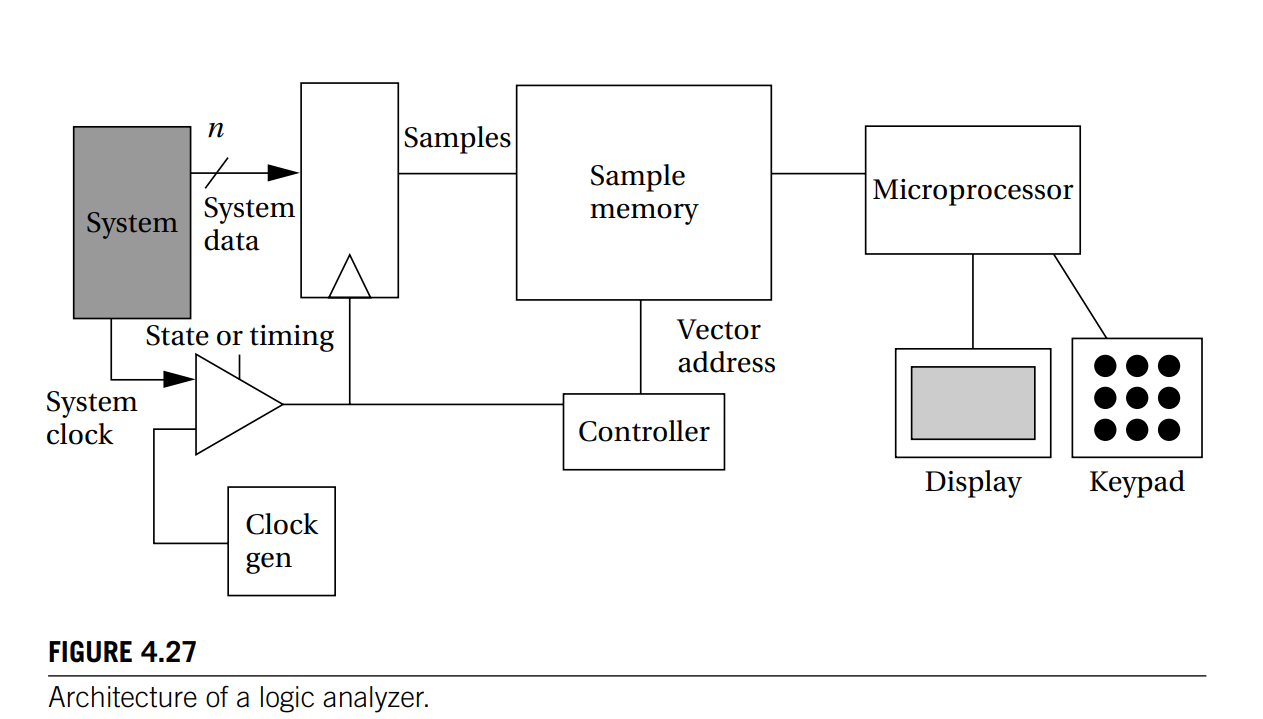 n
Samples
System
System
data
Sample
memory
Microprocessor
State or timing
Vector
address
System
clock
Controller
Clock
gen
Display
Keypad
FIGURE 4.27
Architecture of a logic analyzer.